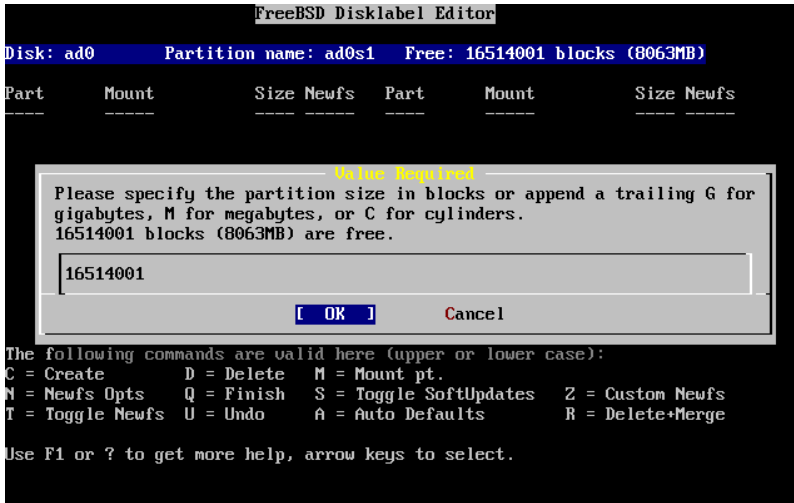 FreeBSD Disklabel Editor
Disk: ad0 Partition name: ad0s1 Free: 16514001 blocks (8063MB)
Part Mount Size Newfs Part Mount Size Newfs
---- ----- ---- ----- ---- ----- ---- -----
Value Required
Please specify the partition size in blocks or append a trailing G for
gigabytes, M for megabytes, or C for cylinders.
16514001 blocks (8063MB) are free.
16514001
[ OK ] Cancel
The following commands are valid here (upper or lower case):
C = Create D = Delete M = Mount pt.
N = Newfs Opts Q = Finish S = Toggle SoftUpdates Z = Custom Newfs
T = Toggle Newfs U = Undo A = Auto Defaults R = Delete+Merge
Use F1 or ? to get more help, arrow keys to select.